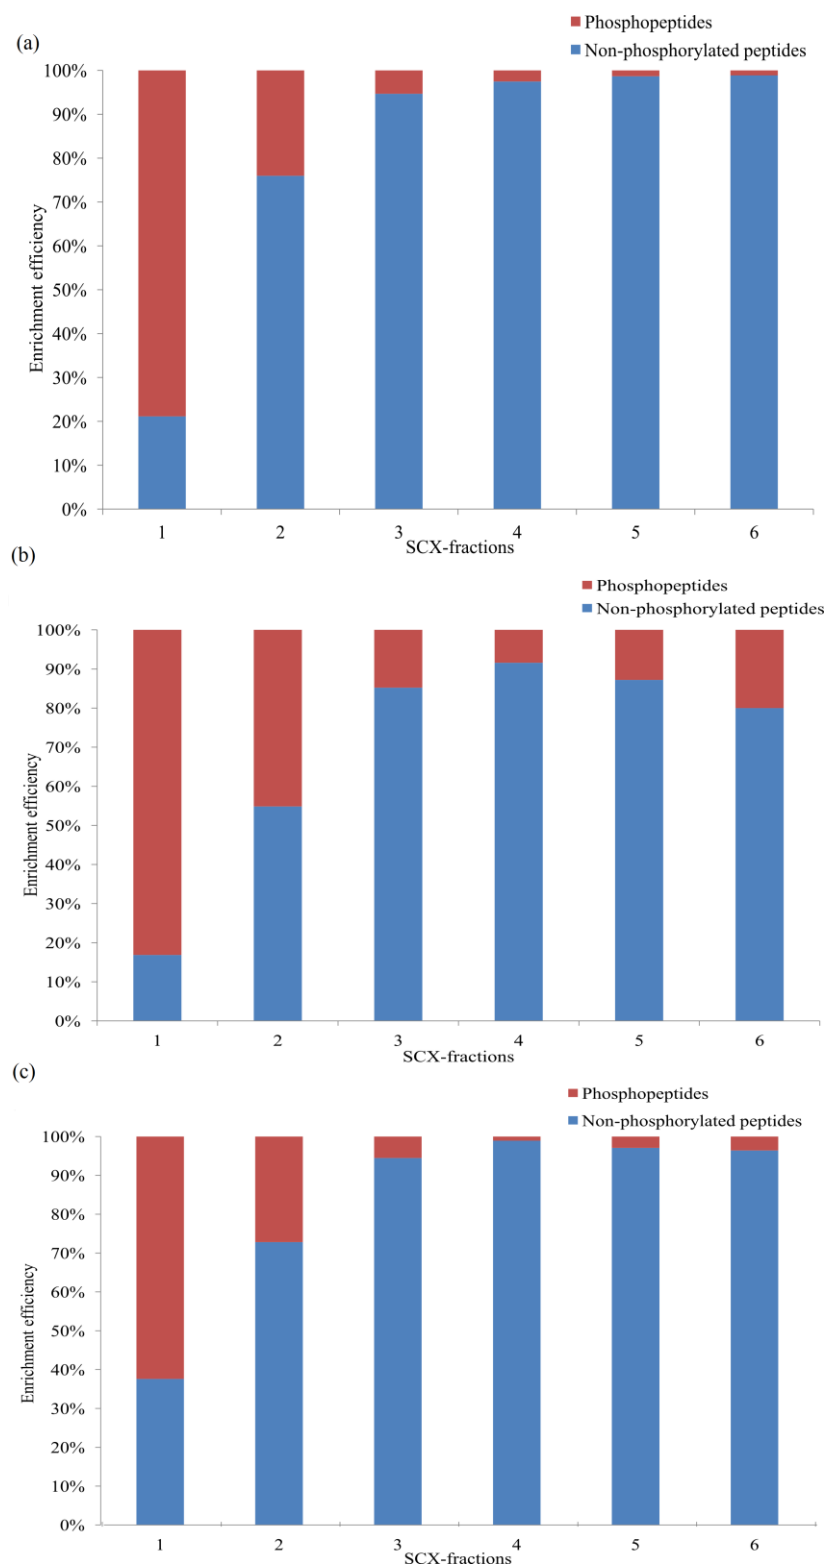 (a)
Phosphopeptides
Non-phosphorylated peptides
100%
90%
80%
70%
60%
50%
40%
30%
20%
10%
0%
Enrichment efficiency
1 2 3 4 5 6
SCX-fractions
(b)
Phosphopeptides
Non-phosphorylated peptides
100%
90%
80%
70%
60%
50%
40%
30%
20%
10%
0%
Enrichment efficiency
1 2 3 4 5 6
SCX-fractions
(c)
Phosphopeptides
Non-phosphorylated peptides
100%
90%
80%
70%
60%
50%
40%
30%
20%
10%
0%
Enrichment efficiency
1 2 3 4 5 6
SCX-fractions